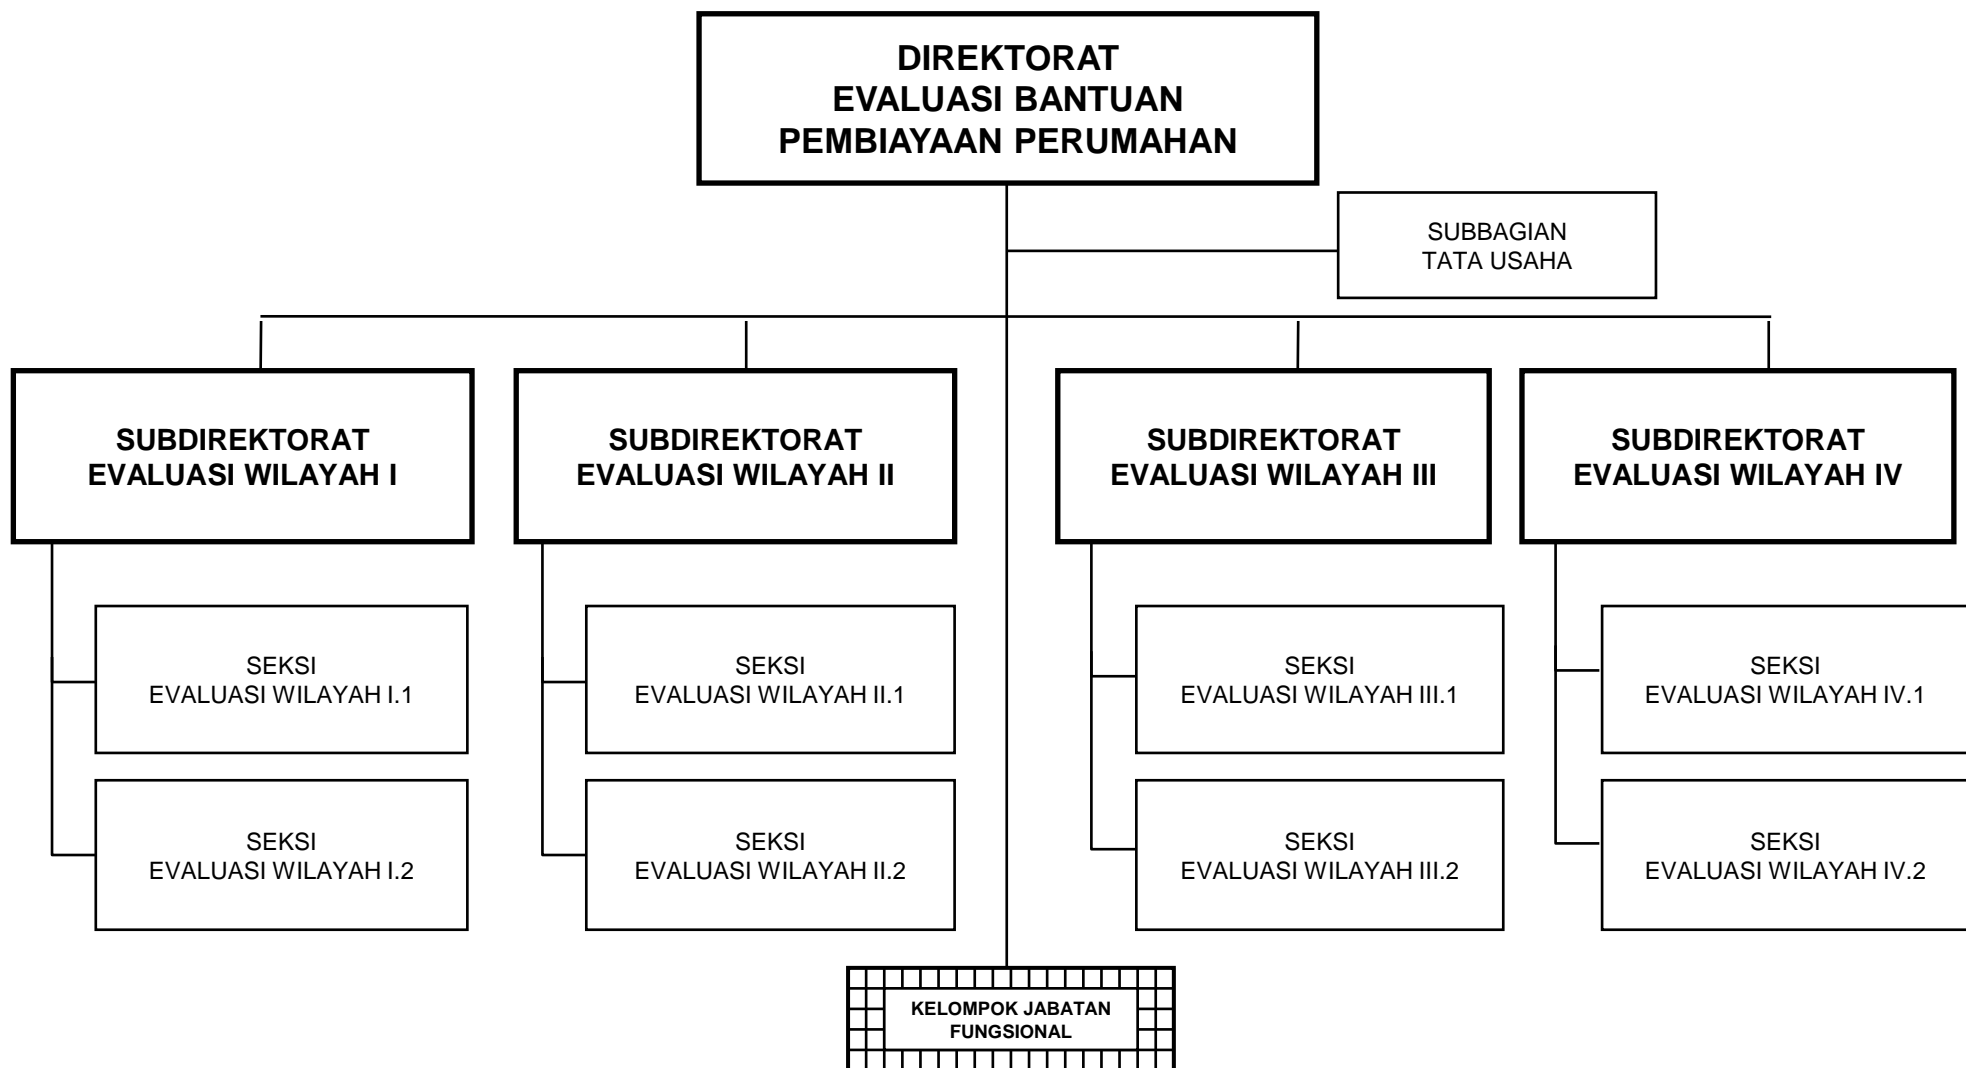 DIREKTORAT
EVALUASI BANTUAN
PEMBIAYAAN PERUMAHAN
SUBBAGIAN
TATA USAHA
SUBDIREKTORAT
EVALUASI WILAYAH I
SUBDIREKTORAT
EVALUASI WILAYAH II
SUBDIREKTORAT
EVALUASI WILAYAH III
SUBDIREKTORAT
EVALUASI WILAYAH IV
SEKSI
EVALUASI WILAYAH I.1
SEKSI
EVALUASI WILAYAH II.1
SEKSI
EVALUASI WILAYAH III.1
SEKSI
EVALUASI WILAYAH IV.1
SEKSI
EVALUASI WILAYAH I.2
SEKSI
EVALUASI WILAYAH II.2
SEKSI
EVALUASI WILAYAH III.2
SEKSI
EVALUASI WILAYAH IV.2
KELOMPOK JABATAN
FUNGSIONAL